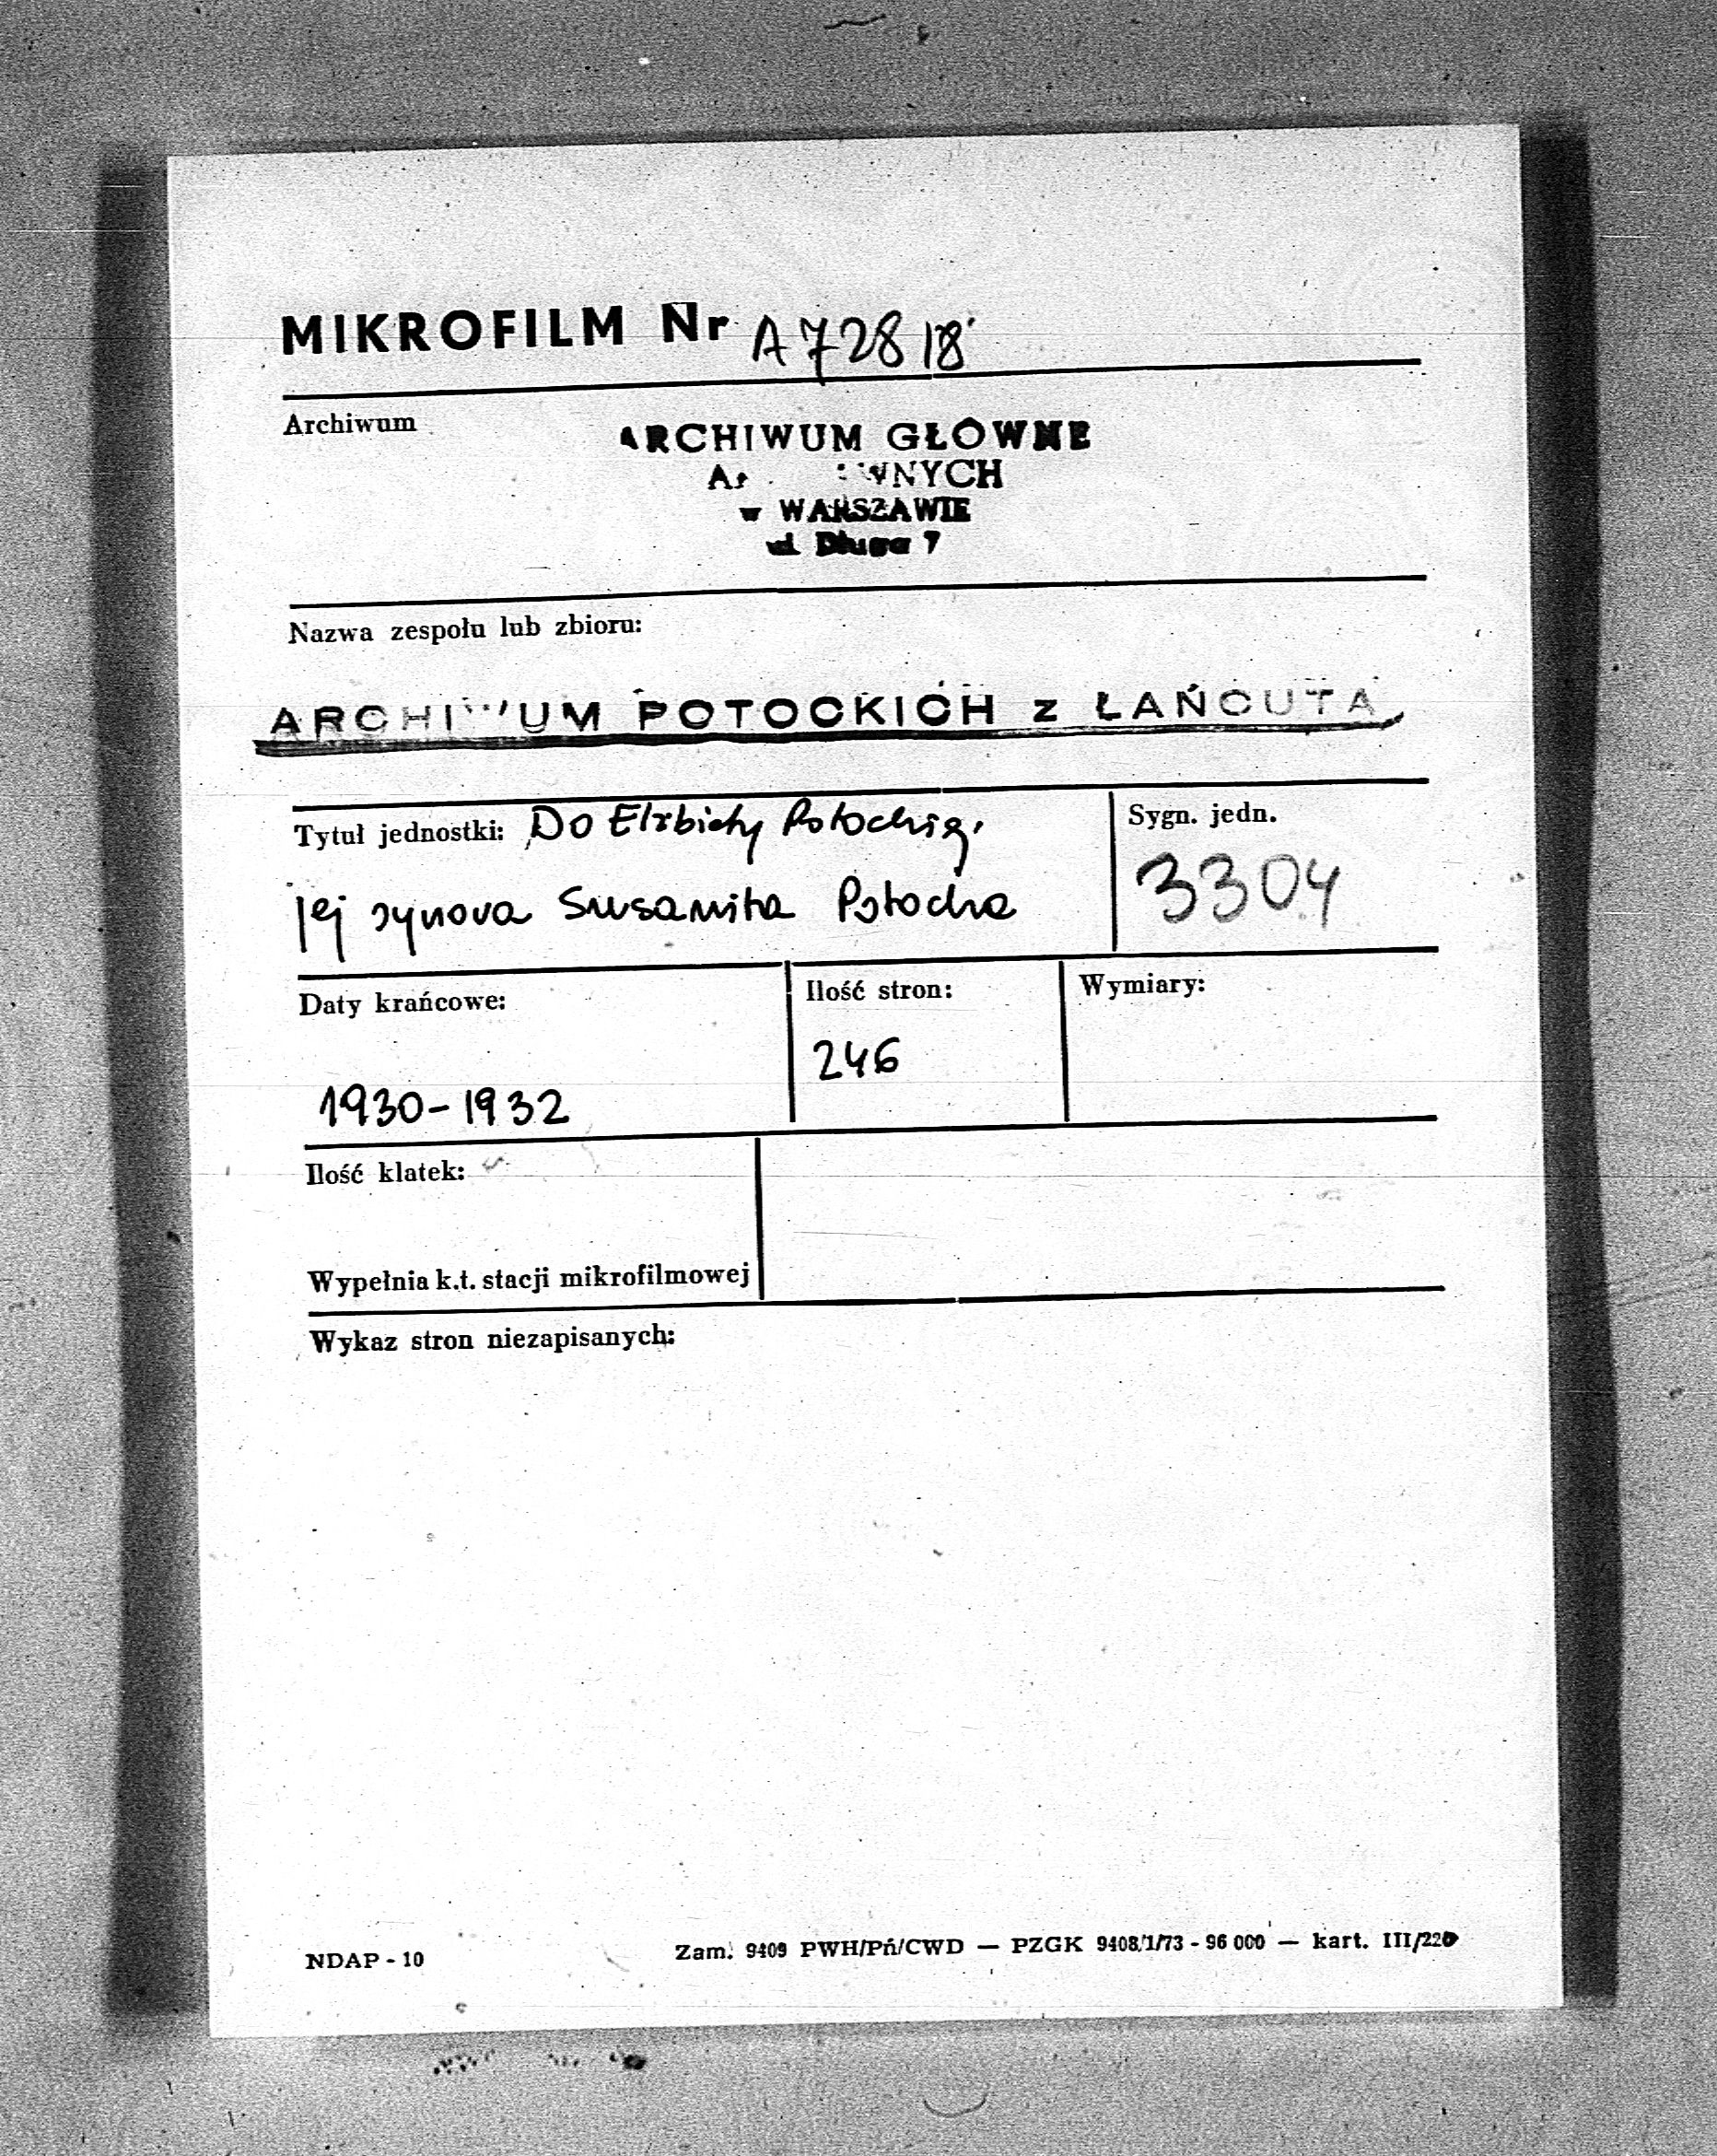 MIKROFILM Nr A 72818
Archiwum
ARCHIWUM GŁÓWNE
WNYCH
w WARSZAWIE
ul. Długa 7
Nazwa zespołu lub zbioru:
ARCHIWUM POTOCKICH z ŁAŃCUTA
Tytuł jednostki: Do Elżbiety Potockiej,
jej synowa Potocka
Sygn. jedn.
3304
Daty krańcowe:
1930-1932
Ilość stron:
246
Wymiary:
Ilość klatek:
Wypełnia k.t. stacji mikrofilmowej
Wykaz stron niezapisanych:
NDAP - 10
Zam. 9409 PWH/Pń/CWD — PZGK 9408/1/73 - 96 000 — kart. III/220